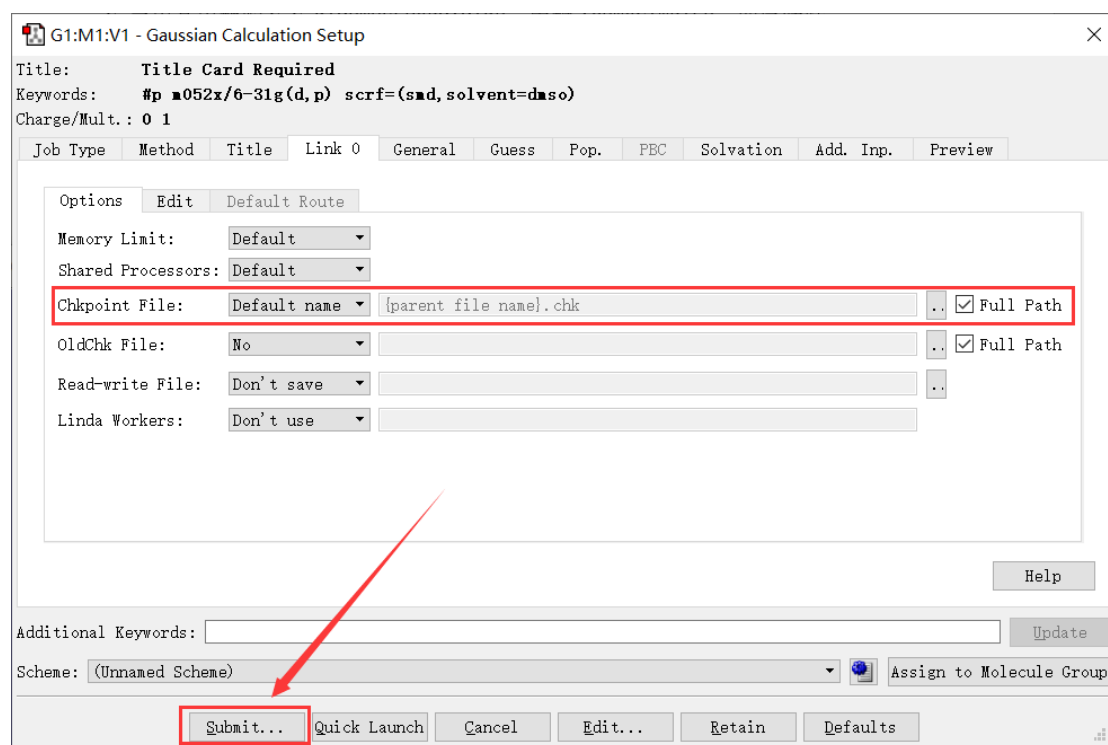 G1:M1:V1 - Gaussian Calculation Setup
Title: Title Card Required
Keywords: #p m052x/6-31g(d,p) scrf=(smd,solvent=dmso)
Charge/Mult.: 0 1
Job Type Method Title Link 0 General Guess Pop. PBC Solvation Add. Inp. Preview
Options Edit Default Route
Memory Limit: Default
Shared Processors: Default
Chkpoint File: Default name {parent file name}.chk .. Full Path
OldChk File: No .. Full Path
Read-write File: Don't save ..
Linda Workers: Don't use
Help
Additional Keywords: Update
Scheme: (Unnamed Scheme) Assign to Molecule Group
Submit... Quick Launch Cancel Edit... Retain Defaults